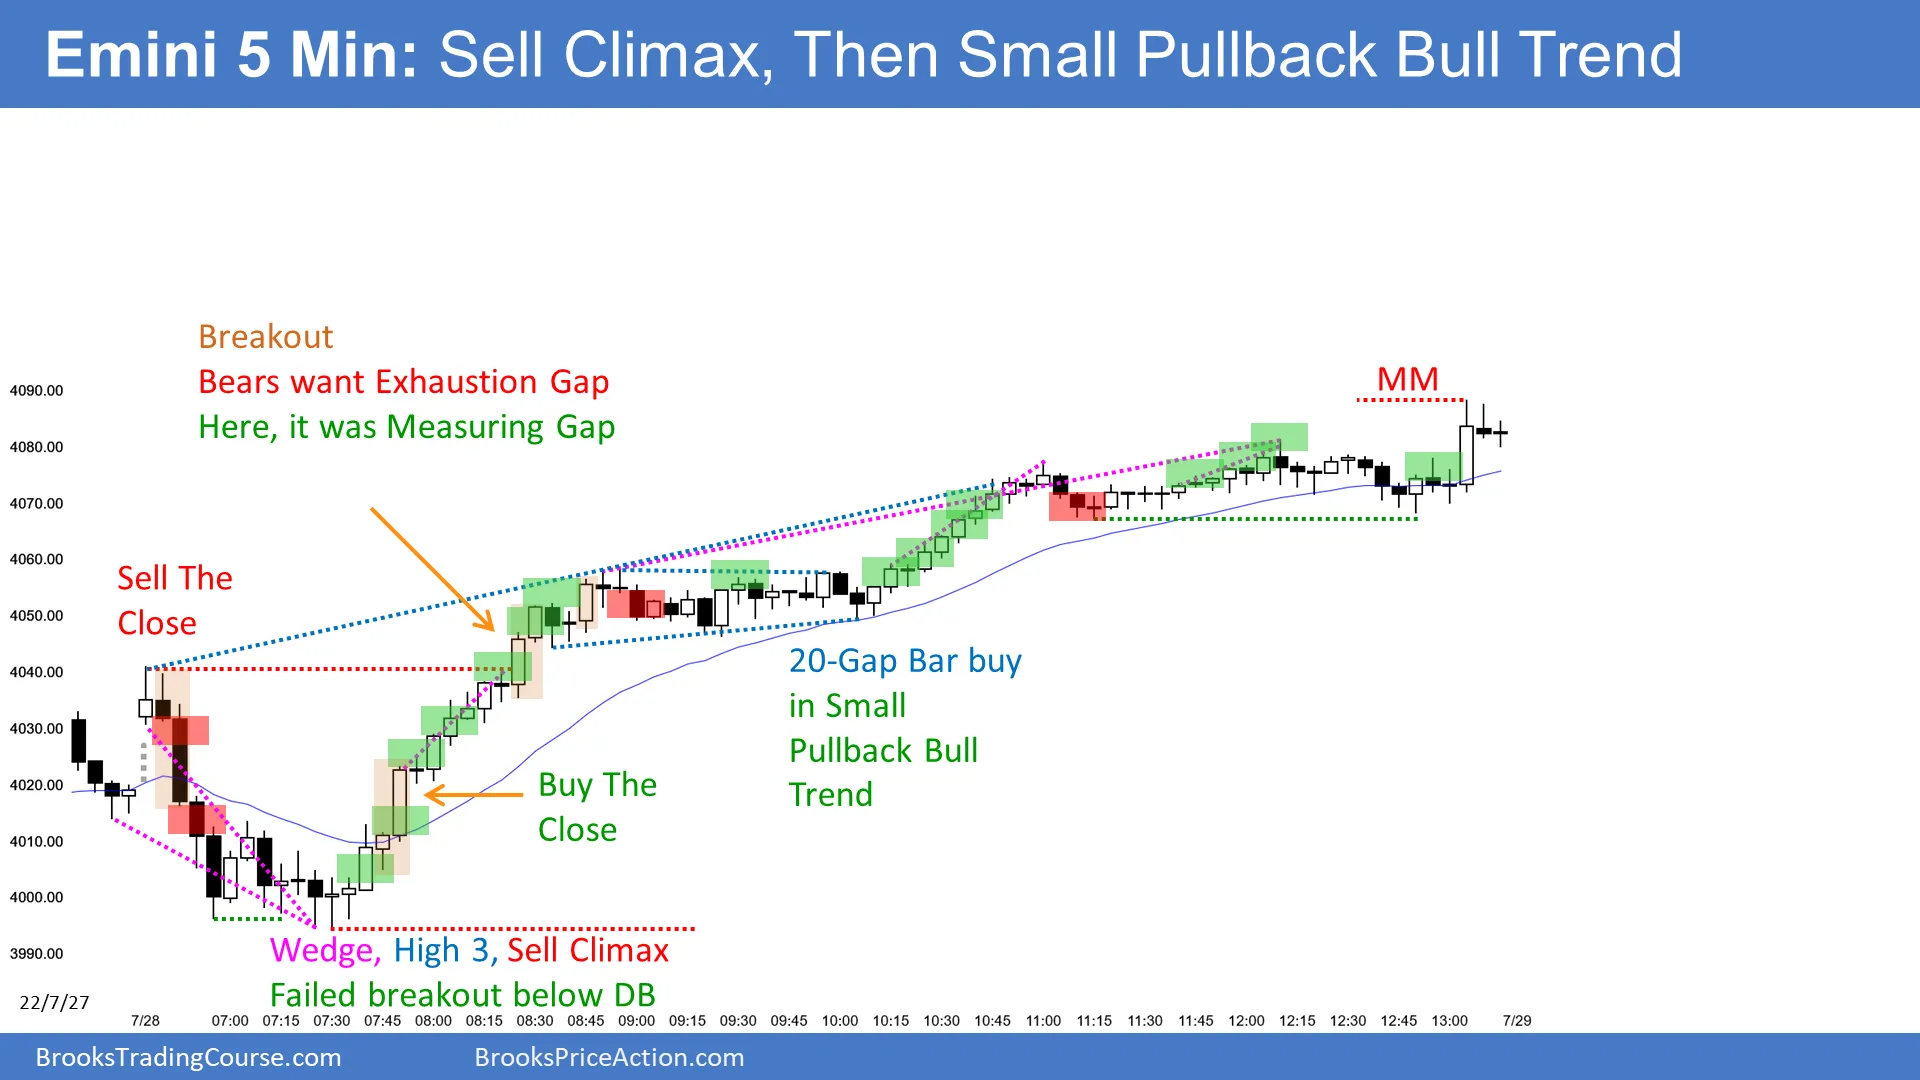 Emini 5 Min: Sell Climax, Then Small Pullback Bull Trend
Breakout
Bears want Exhaustion Gap
Here, it was Measuring Gap
MM
4090.00
4080.00
4070.00
4060.00
4050.00
4040.00
4030.00
4020.00
4010.00
4000.00
3990.00
Sell The
Close
20-Gap Bar buy
in Small
Pullback Bull
Trend
Buy The
Close
Wedge, High 3, Sell Climax
Failed breakout below DB
22/7/27
7/28 07:00 07:15 07:30 07:45 08:00 08:15 08:30 08:45 09:00 09:15 09:30 09:45 10:00 10:15 10:30 10:45 11:00 11:15 11:30 11:45 12:00 12:15 12:30 12:45 13:00 7/29
BrooksTradingCourse.com BrooksPriceAction.com